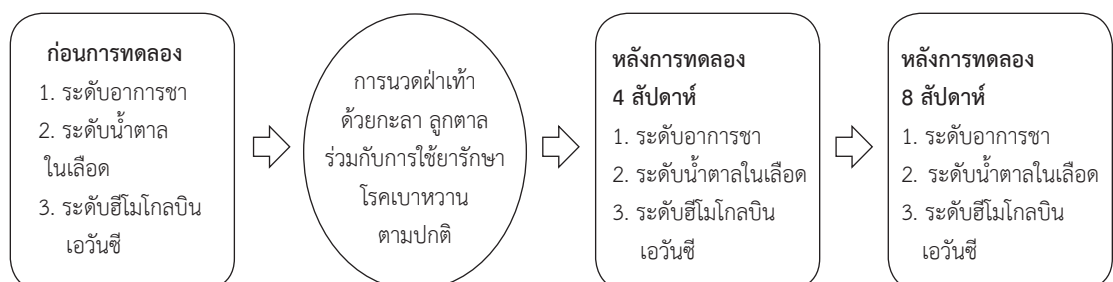 ก่อนการทดลอง
1. ระดับอาการชา
2. ระดับน้ำตาล
ในเลือด
3. ระดับฮีโมโกลบิน
เอวันซี
การนวดฝ่าเท้า
ด้วยกะลา ลูกตาล
ร่วมกับการใช้ยารักษา
โรคเบาหวาน
ตามปกติ
หลังการทดลอง
4 สัปดาห์
1. ระดับอาการชา
2. ระดับน้ำตาลในเลือด
3. ระดับฮีโมโกลบิน
เอวันซี
หลังการทดลอง
8 สัปดาห์
1. ระดับอาการชา
2. ระดับน้ำตาลในเลือด
3. ระดับฮีโมโกลบิน
เอวันซี